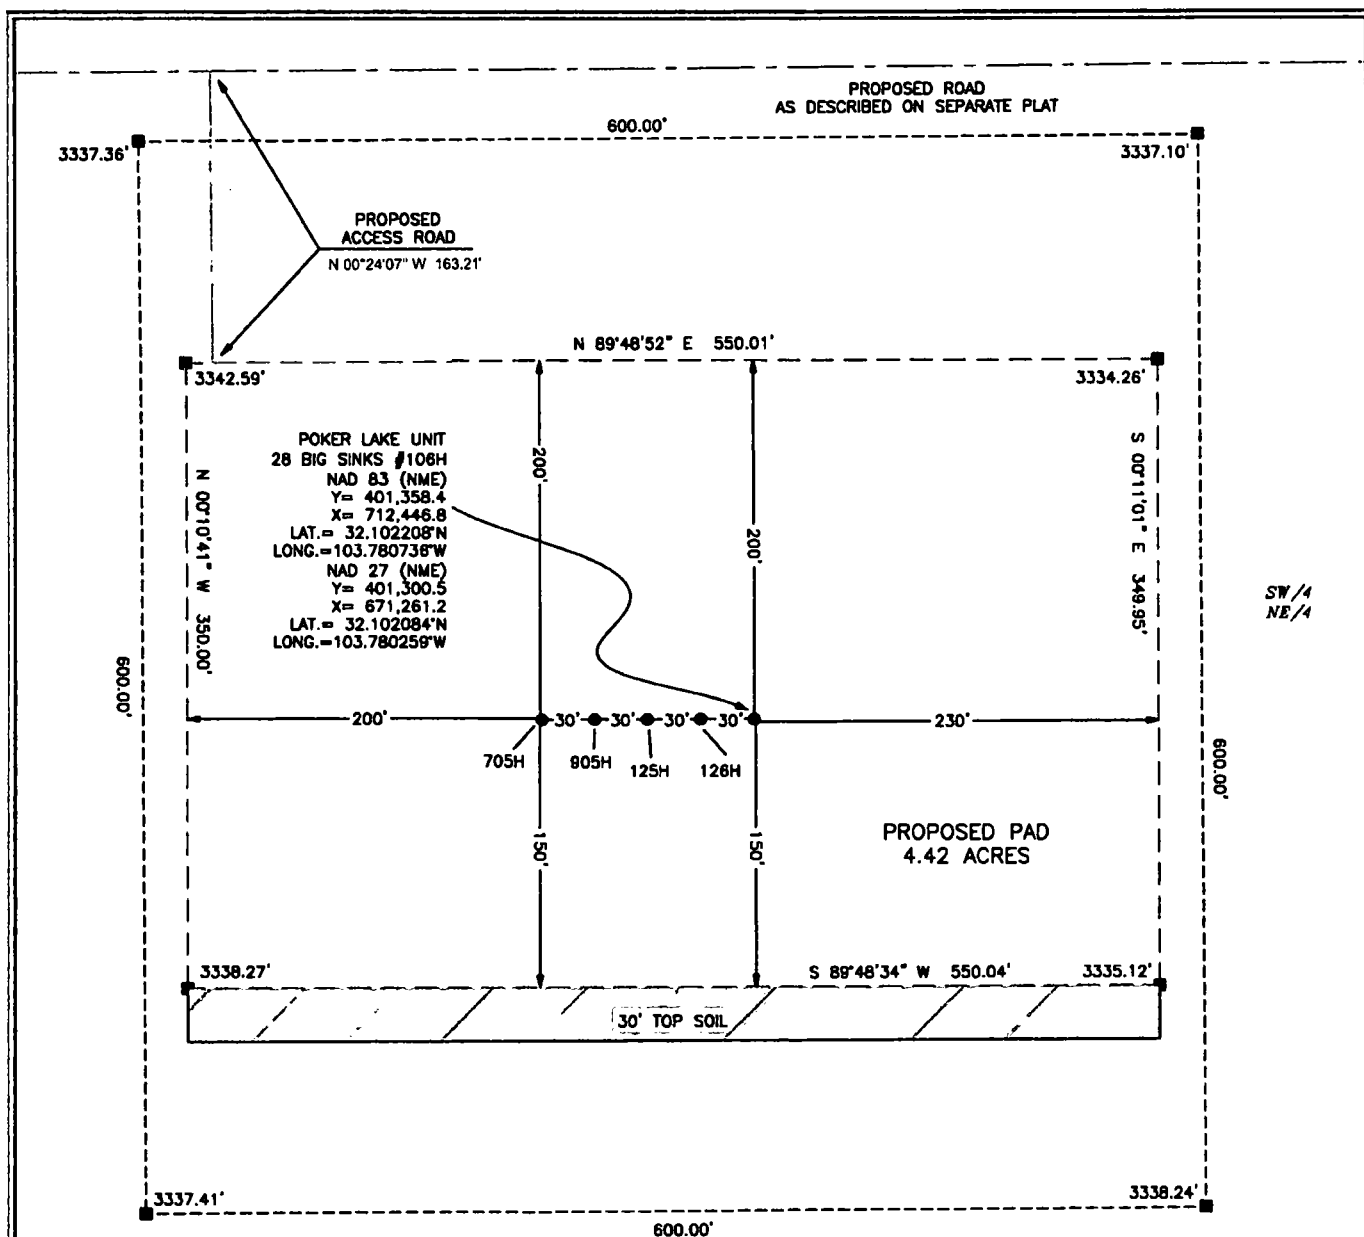 PROPOSED ROAD
AS DESCRIBED ON SEPARATE PLAT
600.00'
3337.36'
3337.10'
PROPOSED
ACCESS ROAD
N 00°24'07" W 163.21'
N 89°48'52" E 550.01'
3342.59'
3334.26'
POKER LAKE UNIT
28 BIG SINKS #106H
NAD 83 (NME)
Y= 401,358.4
X= 712,446.8
LAT.= 32.102208°N
LONG.=103.780736°W
NAD 27 (NME)
Y= 401,300.5
X= 671,261.2
LAT.= 32.102084°N
LONG.=103.780259°W
N 00°10'41" W 350.00'
200'
200'
S 00°11'01" E 349.95'
SW/4
NE/4
600.00'
200'
30'
30'
30'
30'
230'
705H
905H
125H
126H
600.00'
150'
150'
PROPOSED PAD
4.42 ACRES
3338.27'
S 89°48'34" W 550.04'
3335.12'
30' TOP SOIL
3337.41'
3338.24'
600.00'